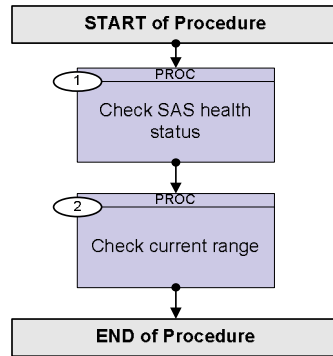 START of Procedure
PROC
1
Check SAS health
status
PROC
2
Check current range
END of Procedure